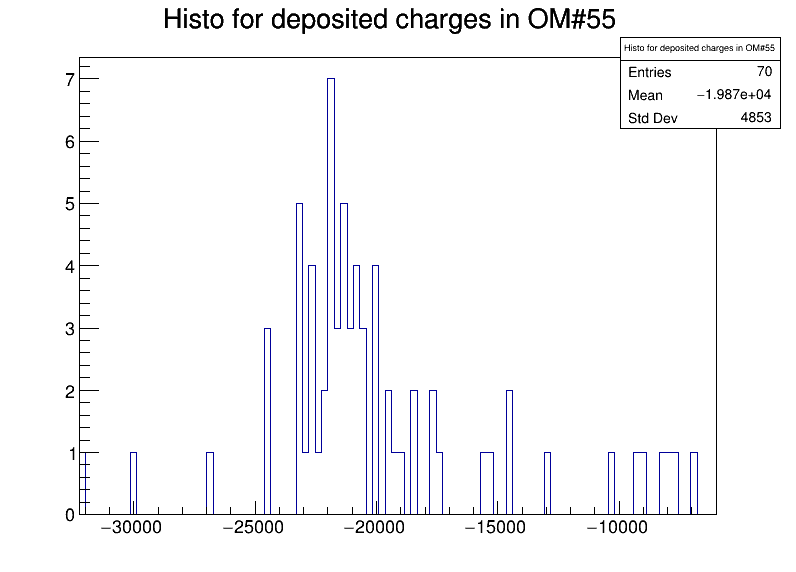 Histo for deposited charges in OM#55
Histo for deposited charges in OM#55
Entries 70
Mean −1.987e+04
Std Dev 4853
7
6
5
4
3
2
1
0
−30000 −25000 −20000 −15000 −10000